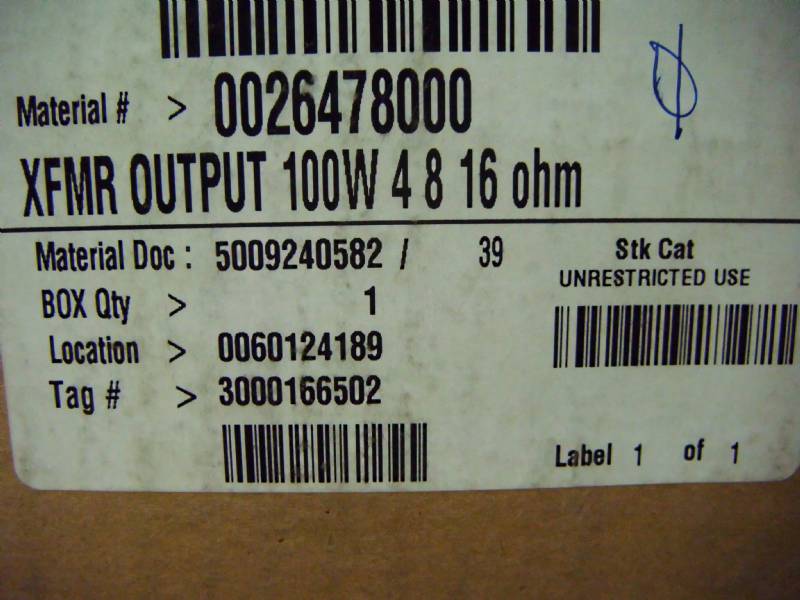 Material # > 0026478000
XFMR OUTPUT 100W 4 8 16 ohm
Material Doc : 5009240582 / 39
Stk Cat
UNRESTRICTED USE
BOX Qty > 1
Location > 0060124189
Tag # > 3000166502
Label 1 of 1